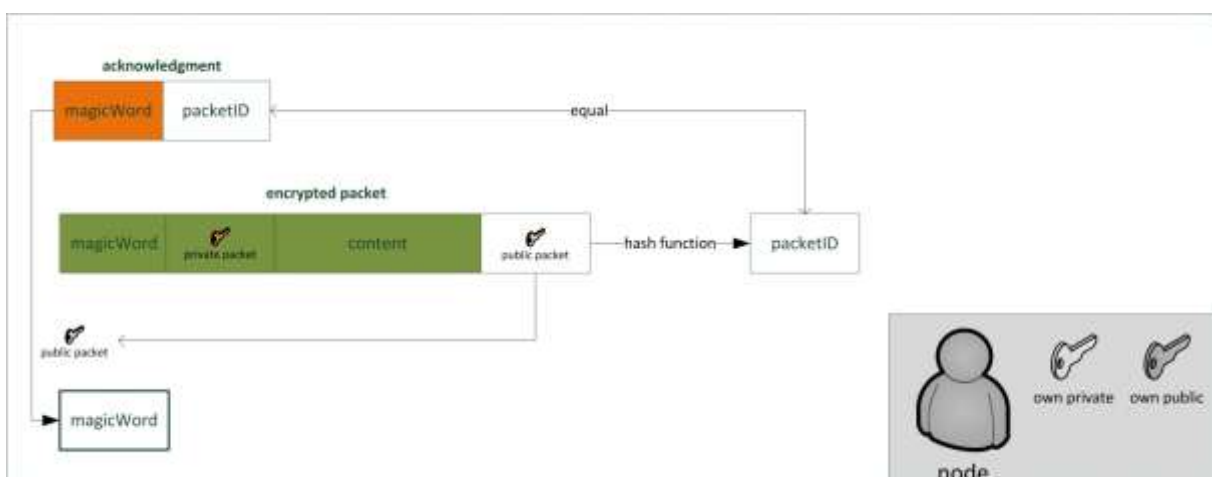 acknowledgment
magicWord packetID
equal
encrypted packet
magicWord private packet content public packet
hash function
packetID
public packet
magicWord
own private own public
node